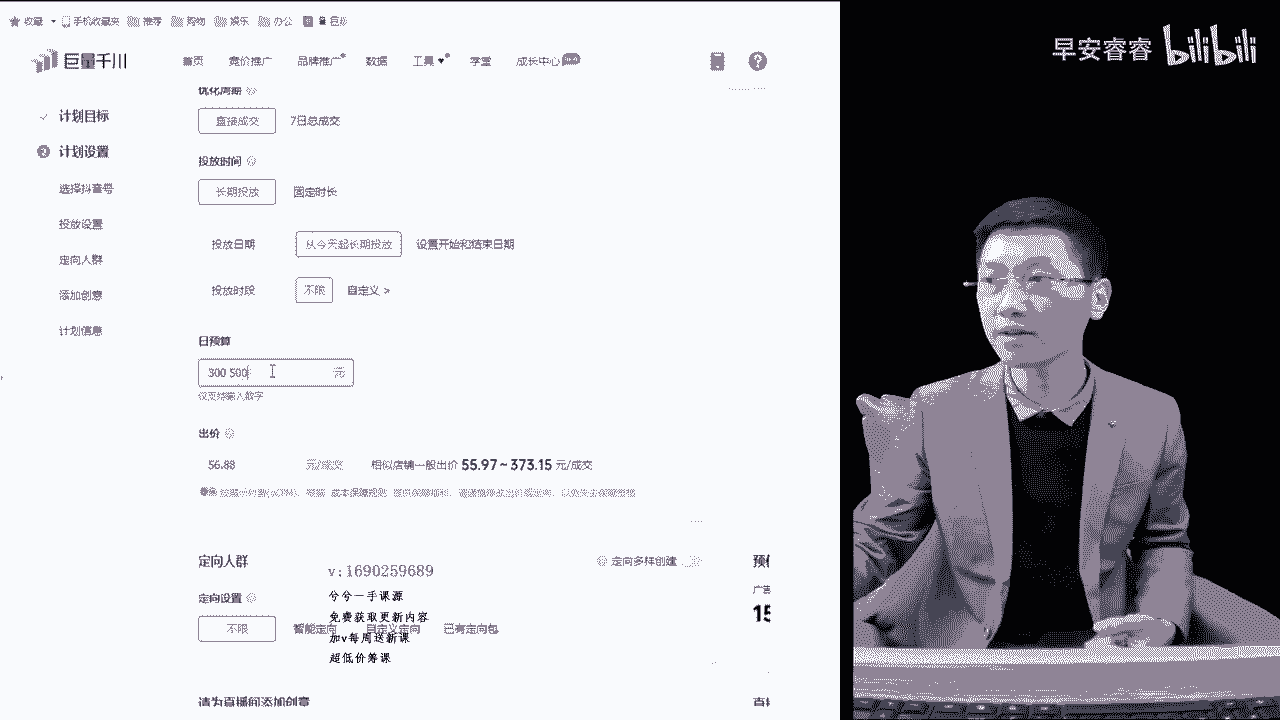 收藏 手机收藏夹 推荐 购物 娱乐 办公
早安睿睿 bilibili
巨量千川 首页 竞价推广 品牌推广 数据 工具 学堂 成长中心
计划目标
2 计划设置
选择抖音号
投放设置
定向人群
添加创意
计划信息
优化周期
直接成交 7日总成交
投放时间
长期投放 固定时长
投放日期 从今天起长期投放 设置开始和结束日期
投放时段 不限 自定义 >
日预算
300 500 元
仅支持输入数字
出价
56.88 元/成交 相似店铺一般出价 55.97 ~ 373.15 元/成交
定向人群 定向多样创建
定向设置
不限 智能定向 自定义定向 已有定向包
v:1690259689
兮兮一手课源
免费获取更新内容
加v每周送新课
超低价筹课
请为直播间添加创意
15